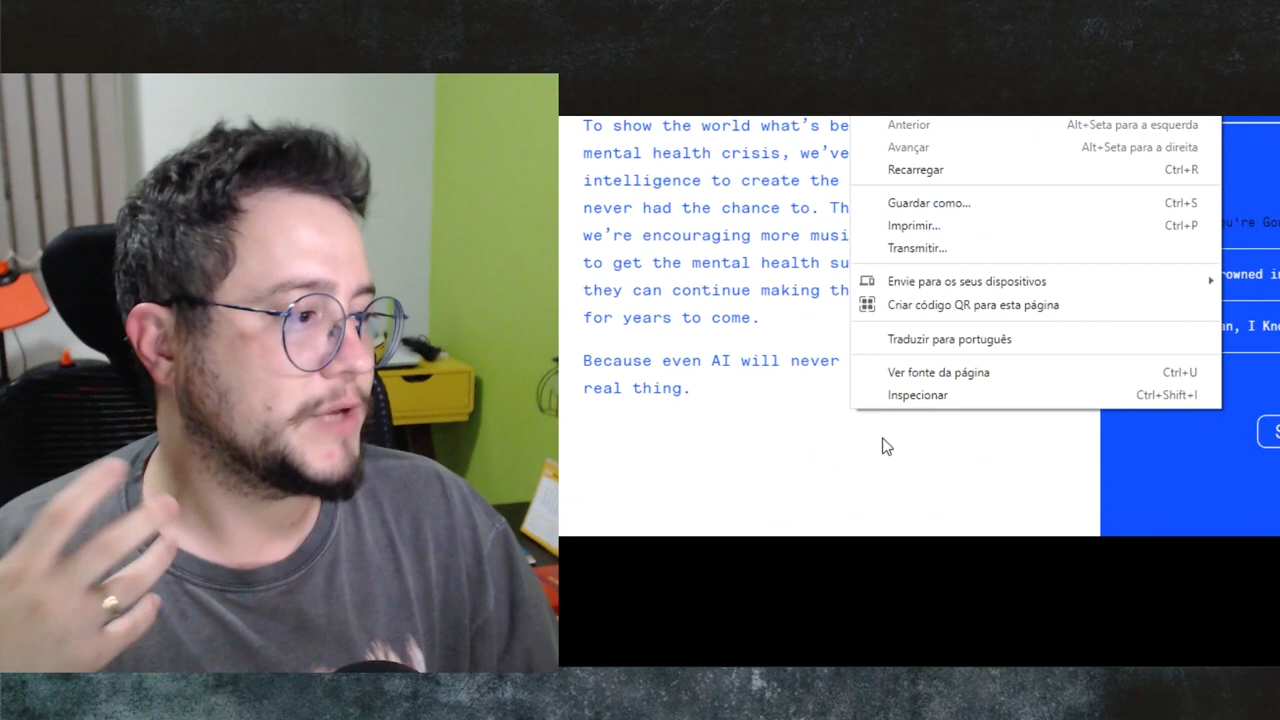 To show the world what's be
mental health crisis, we've
intelligence to create the
never had the chance to. Th
we're encouraging more musi
to get the mental health su
they can continue making th
for years to come.
Because even AI will never
real thing.
Anterior Alt+Seta para a esquerda
Avançar Alt+Seta para a direita
Recarregar Ctrl+R
Guardar como... Ctrl+S
Imprimir... Ctrl+P
Transmitir...
Envie para os seus dispositivos
Criar código QR para esta página
Traduzir para português
Ver fonte da página Ctrl+U
Inspecionar Ctrl+Shift+I
ou're Go
rowned i
an, I Kn
S